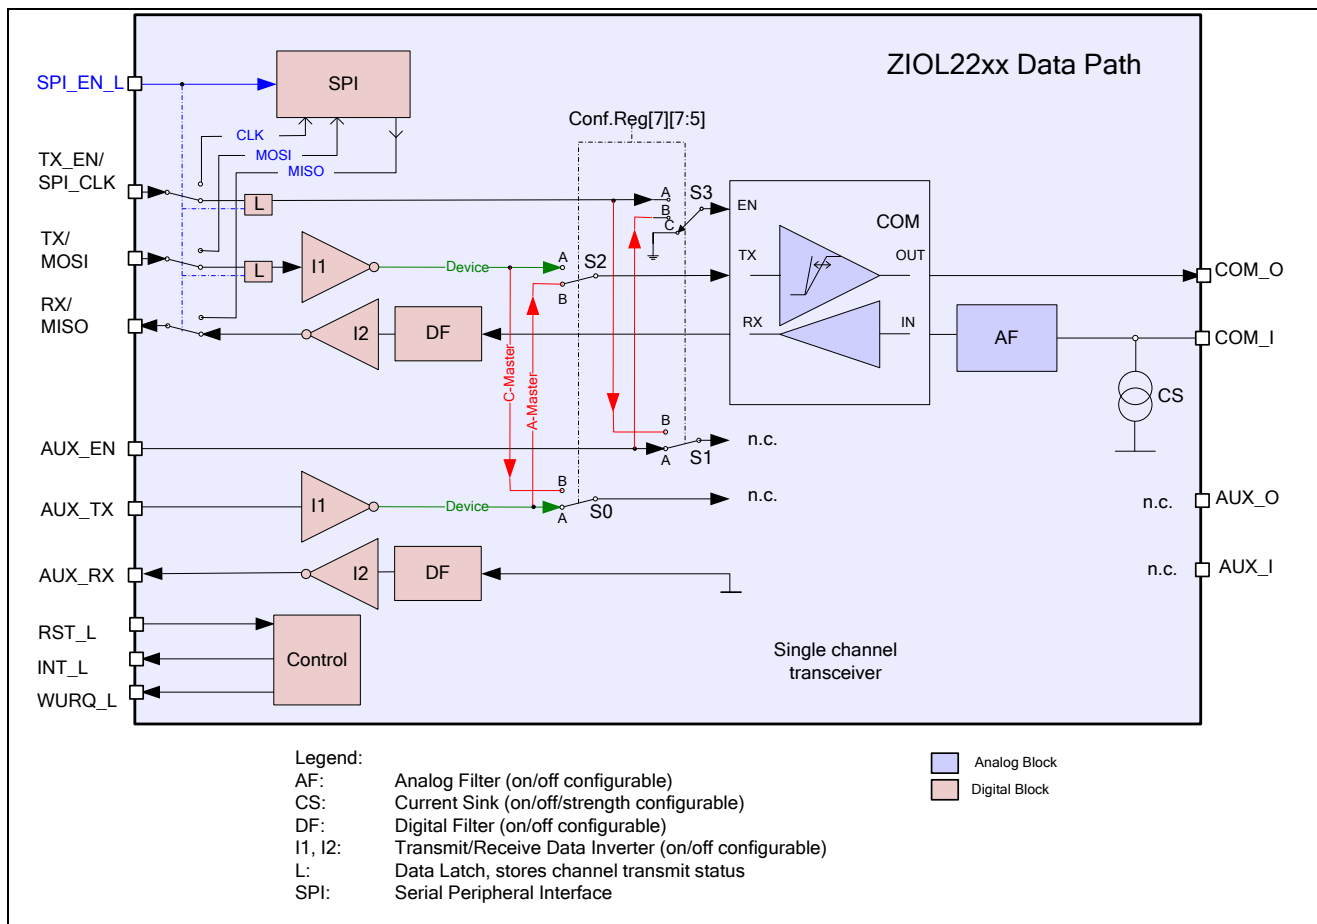 ZIOL22xx Data Path
SPI_EN_L
SPI
Conf.Reg[7][7:5]
CLK
MOSI
MISO
TX_EN/
SPI_CLK
L
A
B
C
S3
EN
COM
TX/
MOSI
L
I1
Device
A
B
S2
TX
OUT
COM_O
RX/
MISO
I2
DF
RX
IN
AF
COM_I
C-Master
A-Master
CS
AUX_EN
B
A
S1
n.c.
AUX_TX
I1
Device
B
A
S0
n.c.
n.c.
AUX_O
AUX_RX
I2
DF
n.c.
AUX_I
RST_L
INT_L
WURQ_L
Control
Single channel
transceiver
Legend:
AF: Analog Filter (on/off configurable)
CS: Current Sink (on/off/strength configurable)
DF: Digital Filter (on/off configurable)
I1, I2: Transmit/Receive Data Inverter (on/off configurable)
L: Data Latch, stores channel transmit status
SPI: Serial Peripheral Interface
Analog Block
Digital Block